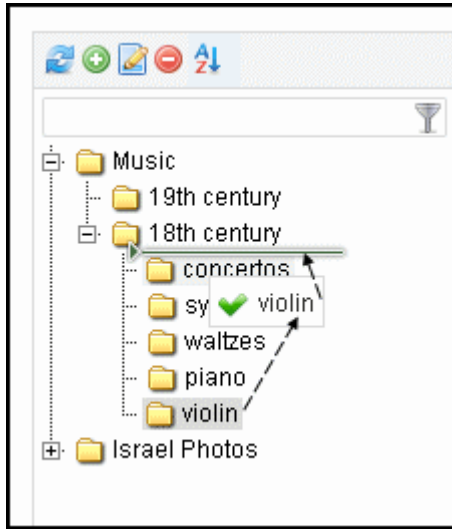 A
Z
Music
19th century
18th century
concertos
sy
violin
waltzes
piano
violin
Israel Photos